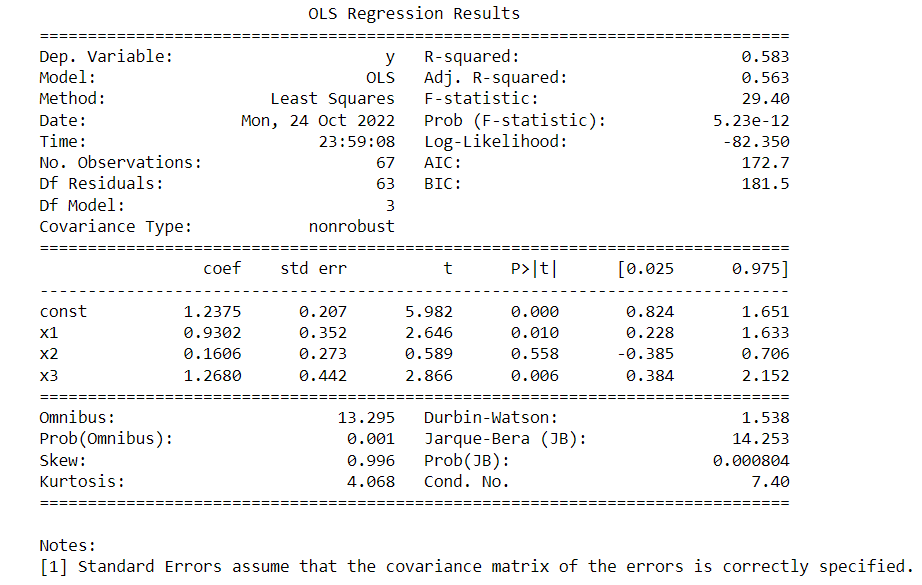 OLS Regression Results
==============================================================================
Dep. Variable: y R-squared: 0.583
Model: OLS Adj. R-squared: 0.563
Method: Least Squares F-statistic: 29.40
Date: Mon, 24 Oct 2022 Prob (F-statistic): 5.23e-12
Time: 23:59:08 Log-Likelihood: -82.350
No. Observations: 67 AIC: 172.7
Df Residuals: 63 BIC: 181.5
Df Model: 3
Covariance Type: nonrobust
==============================================================================
coef std err t P>|t| [0.025 0.975]
------------------------------------------------------------------------------
const 1.2375 0.207 5.982 0.000 0.824 1.651
x1 0.9302 0.352 2.646 0.010 0.228 1.633
x2 0.1606 0.273 0.589 0.558 -0.385 0.706
x3 1.2680 0.442 2.866 0.006 0.384 2.152
==============================================================================
Omnibus: 13.295 Durbin-Watson: 1.538
Prob(Omnibus): 0.001 Jarque-Bera (JB): 14.253
Skew: 0.996 Prob(JB): 0.000804
Kurtosis: 4.068 Cond. No. 7.40
==============================================================================
Notes:
[1] Standard Errors assume that the covariance matrix of the errors is correctly specified.